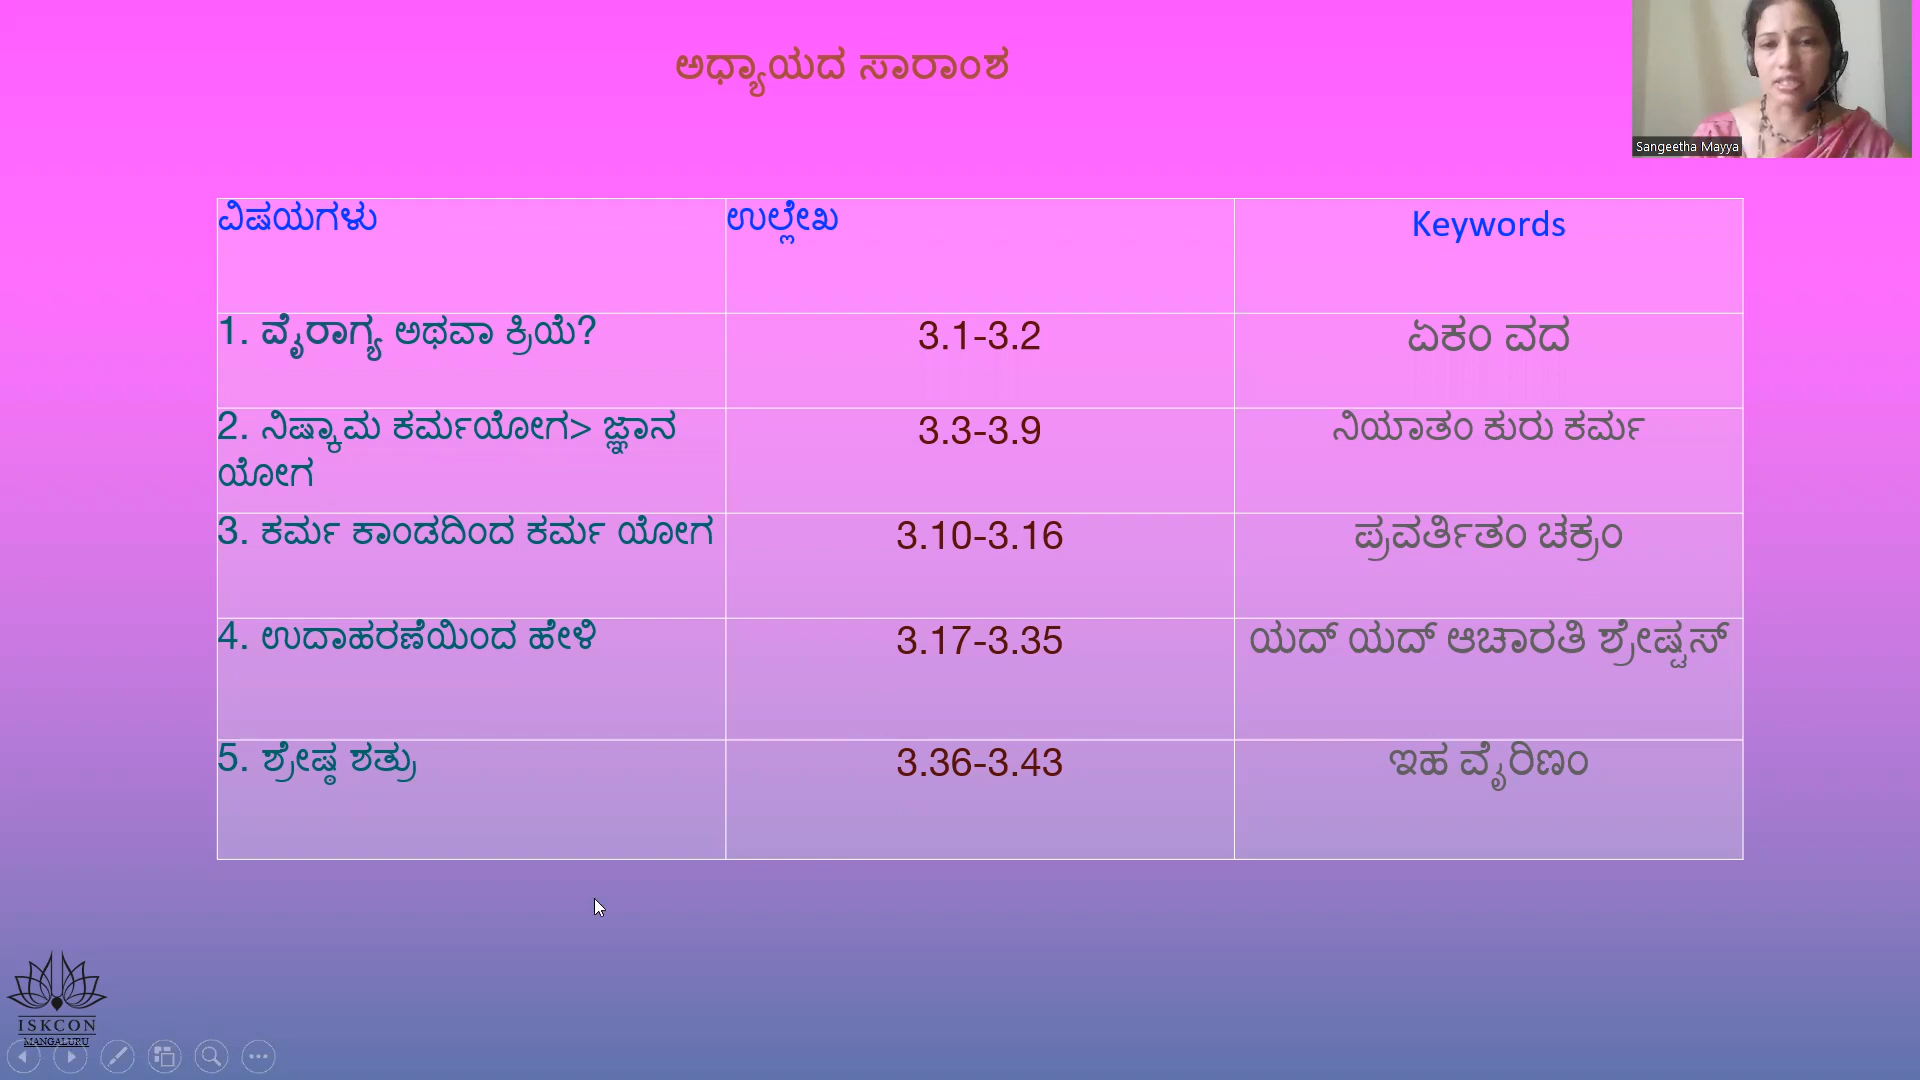 ಅಧ್ಯಾಯದ ಸಾರಾಂಶ
Sangeetha Mayya
ವಿಷಯಗಳು ಉಲ್ಲೇಖ Keywords
1. ವೈರಾಗ್ಯ ಅಥವಾ ಕ್ರಿಯೆ? 3.1-3.2 ಏಕಂ ವದ
2. ನಿಷ್ಕಾಮ ಕರ್ಮಯೋಗ> ಜ್ಞಾನ 3.3-3.9 ನಿಯಾತಂ ಕುರು ಕರ್ಮ
ಯೋಗ
3. ಕರ್ಮ ಕಾಂಡದಿಂದ ಕರ್ಮ ಯೋಗ 3.10-3.16 ಪ್ರವರ್ತಿತಂ ಚಕ್ರಂ
4. ಉದಾಹರಣೆಯಿಂದ ಹೇಳಿ 3.17-3.35 ಯದ್ ಯದ್ ಆಚಾರತಿ ಶ್ರೇಷ್ಟಸ್
5. ಶ್ರೇಷ್ಠ ಶತ್ರು 3.36-3.43 ಇಹ ವೈರಿಣಂ
ISKCON
MANGALURU